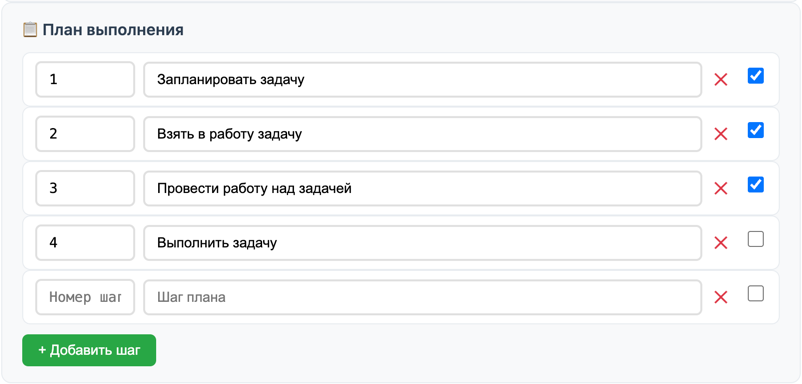 План выполнения
1 Запланировать задачу
2 Взять в работу задачу
3 Провести работу над задачей
4 Выполнить задачу
Номер шаг Шаг плана
+ Добавить шаг